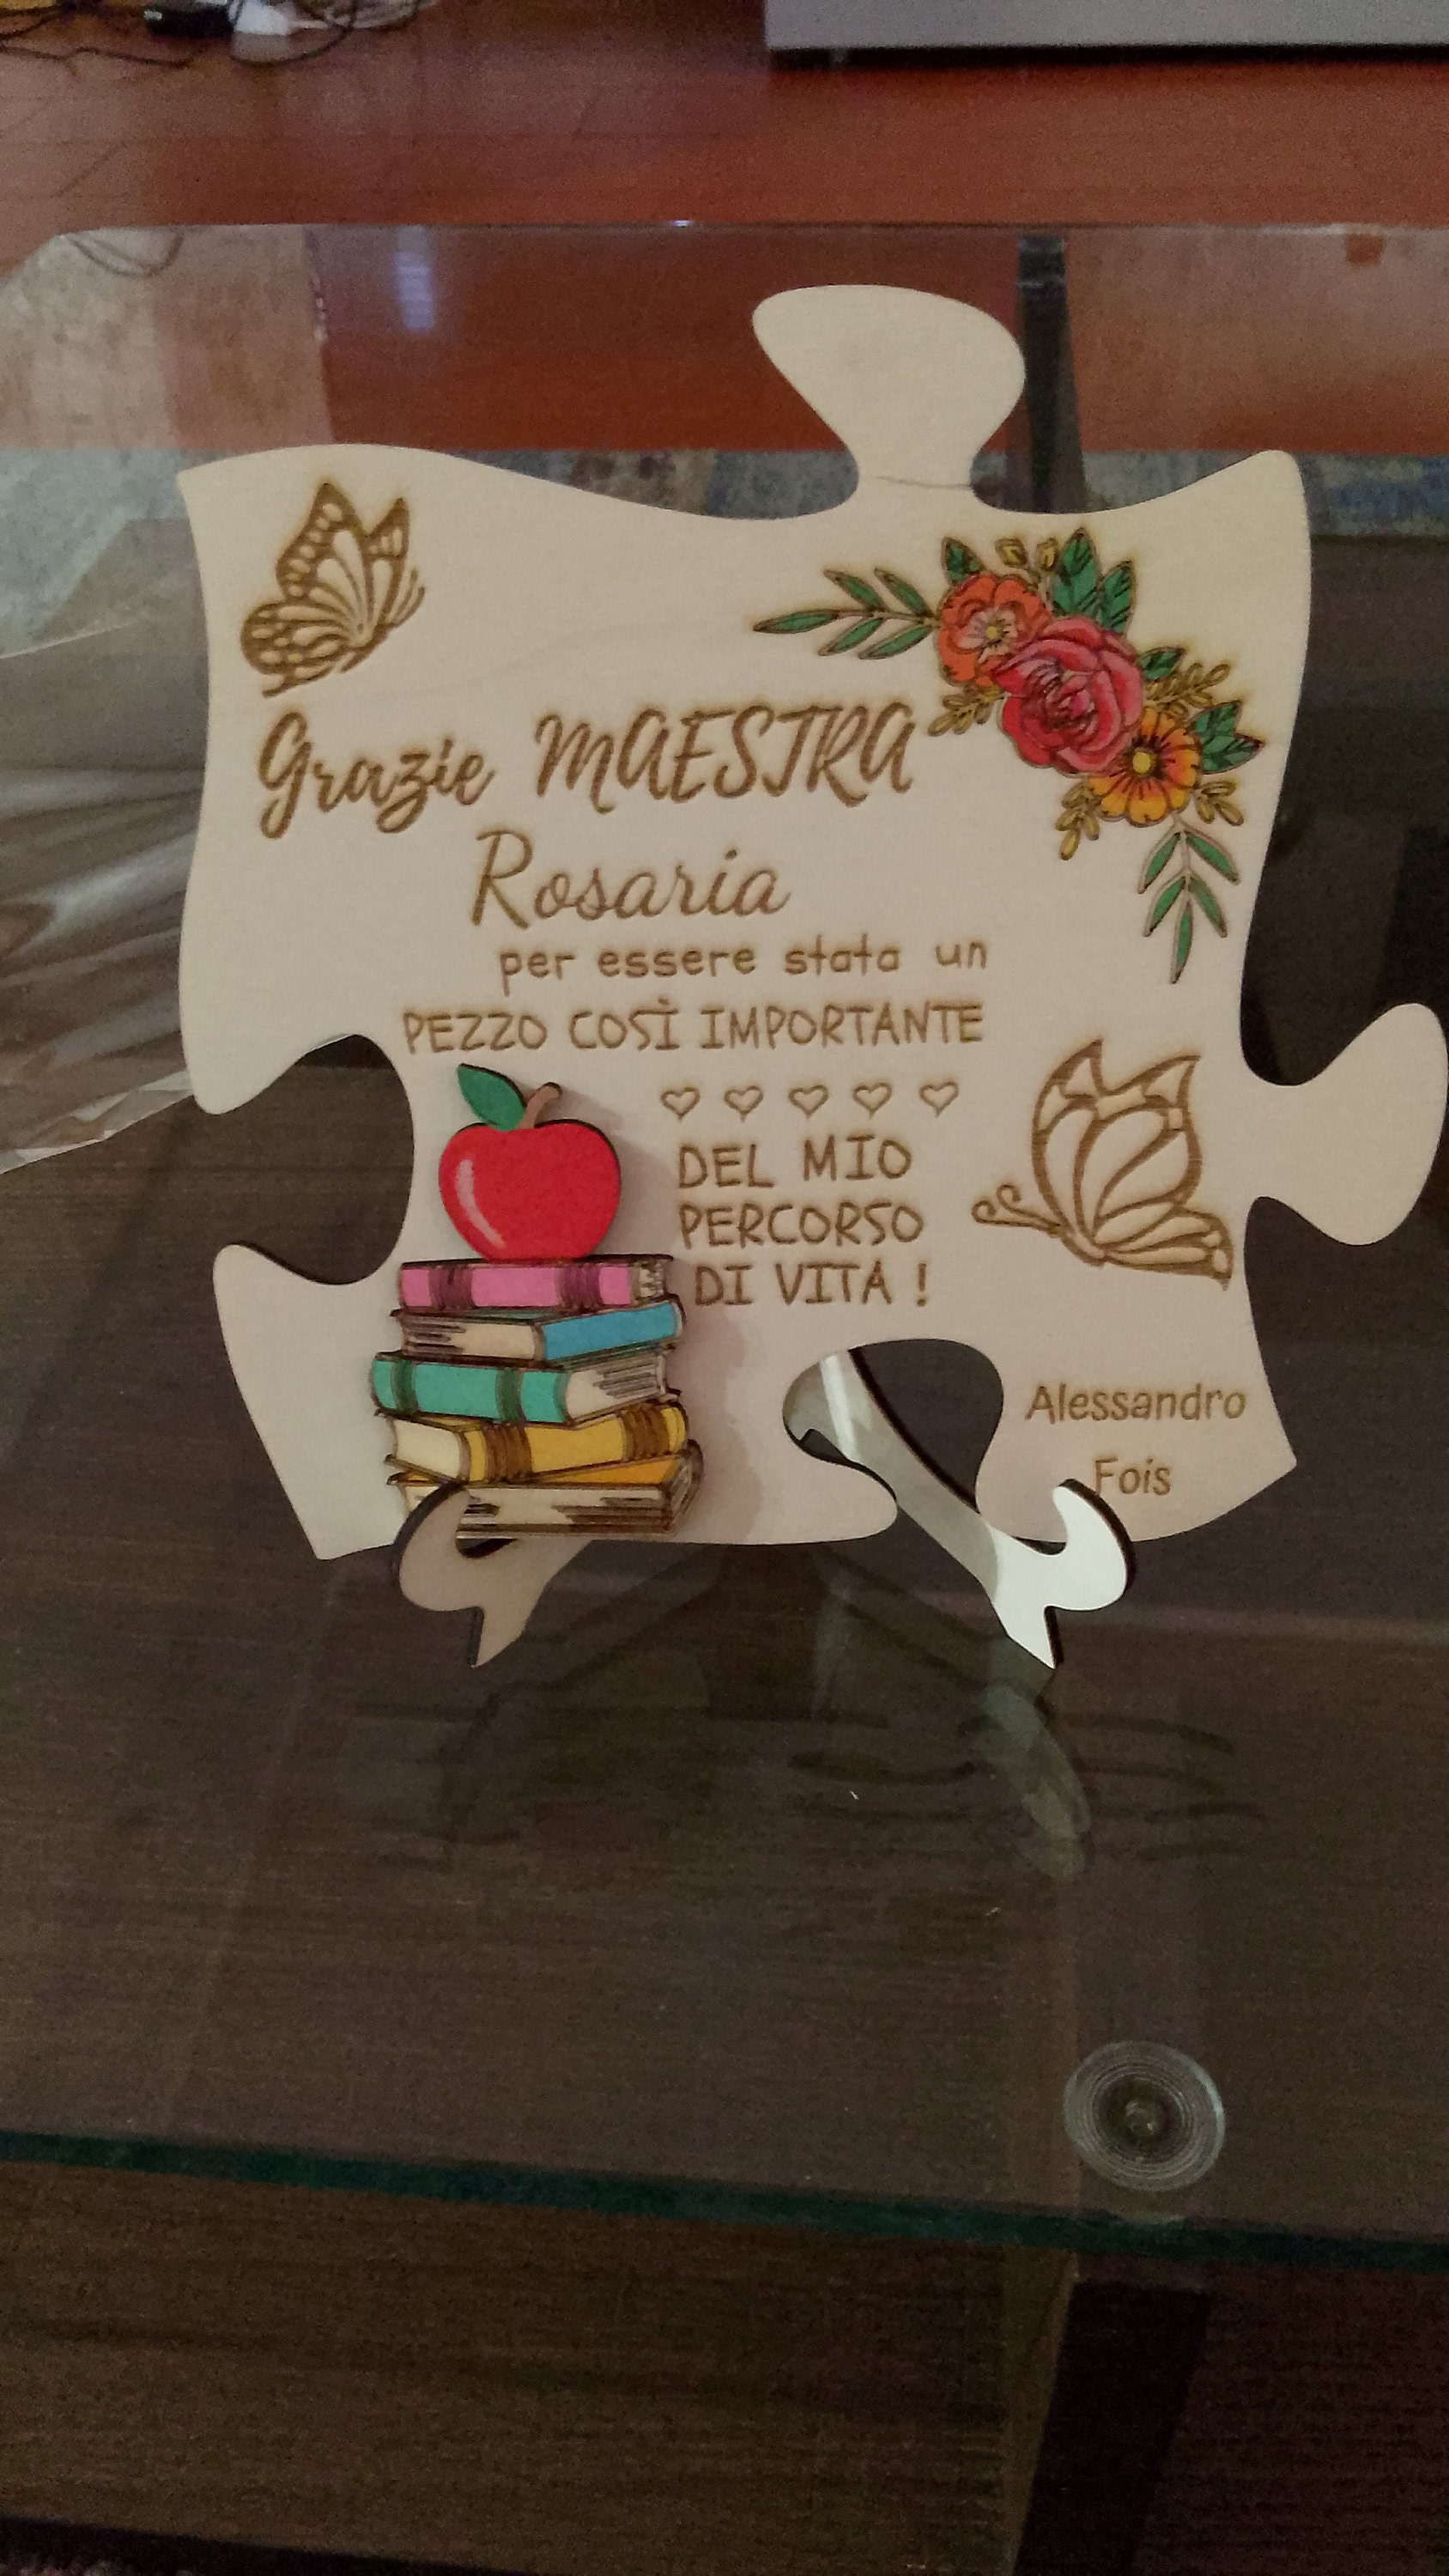 Grazie MAESTRA
Rosaria
per essere stata un
PEZZO COSÌ IMPORTANTE
♡ ♡ ♡ ♡ ♡
DEL MIO
PERCORSO
DI VITA !
Alessandro
Fois